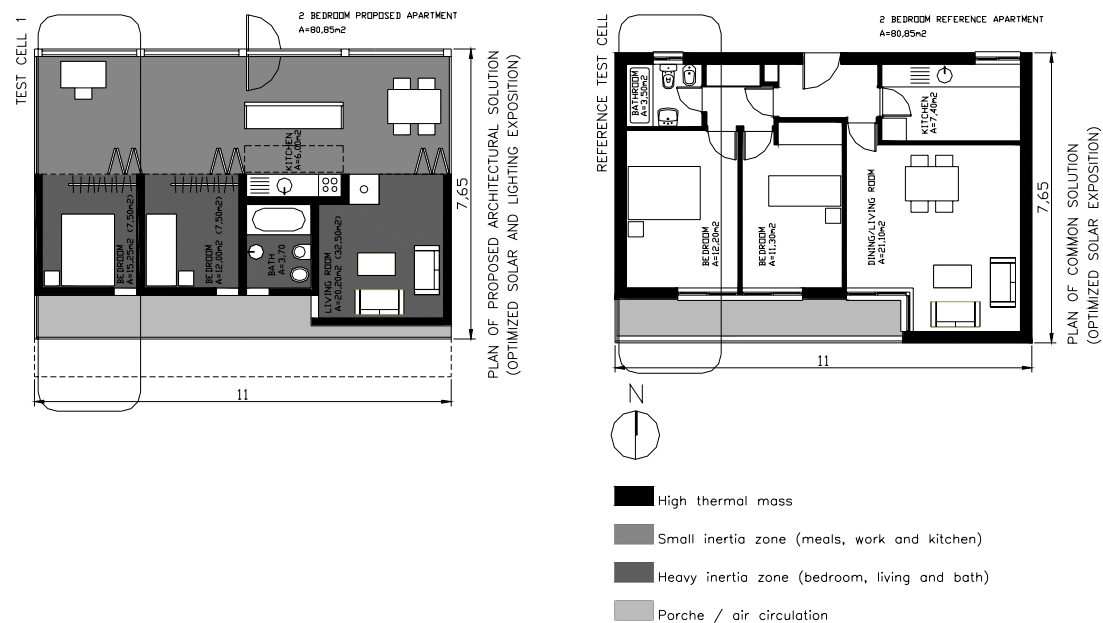 TEST CELL 1
2 BEDROOM PROPOSED APARTMENT
A=80,85m2
KITCHEN
A=6,00m2
BEDROOM
A=15,25m2 (7,50m2)
BEDROOM
A=12,00m2 (7,50m2)
BATH
A=3,70
LIVING ROOM
A=20,20m2 (32,50m2)
7,65
11
PLAN OF PROPOSED ARCHITECTURAL SOLUTION
(OPTIMIZED SOLAR AND LIGHTING EXPOSITION)
REFERENCE TEST CELL
2 BEDROOM REFERENCE APARTMENT
A=80,85m2
BATHROOM
A=3,50m2
KITCHEN
A=7,40m2
BEDROOM
A=12,20m2
BEDROOM
A=11,30m2
DINING/LIVING ROOM
A=21,10m2
7,65
11
PLAN OF COMMON SOLUTION
(OPTIMIZED SOLAR EXPOSITION)
N
High thermal mass
Small inertia zone (meals, work and kitchen)
Heavy inertia zone (bedroom, living and bath)
Porche / air circulation